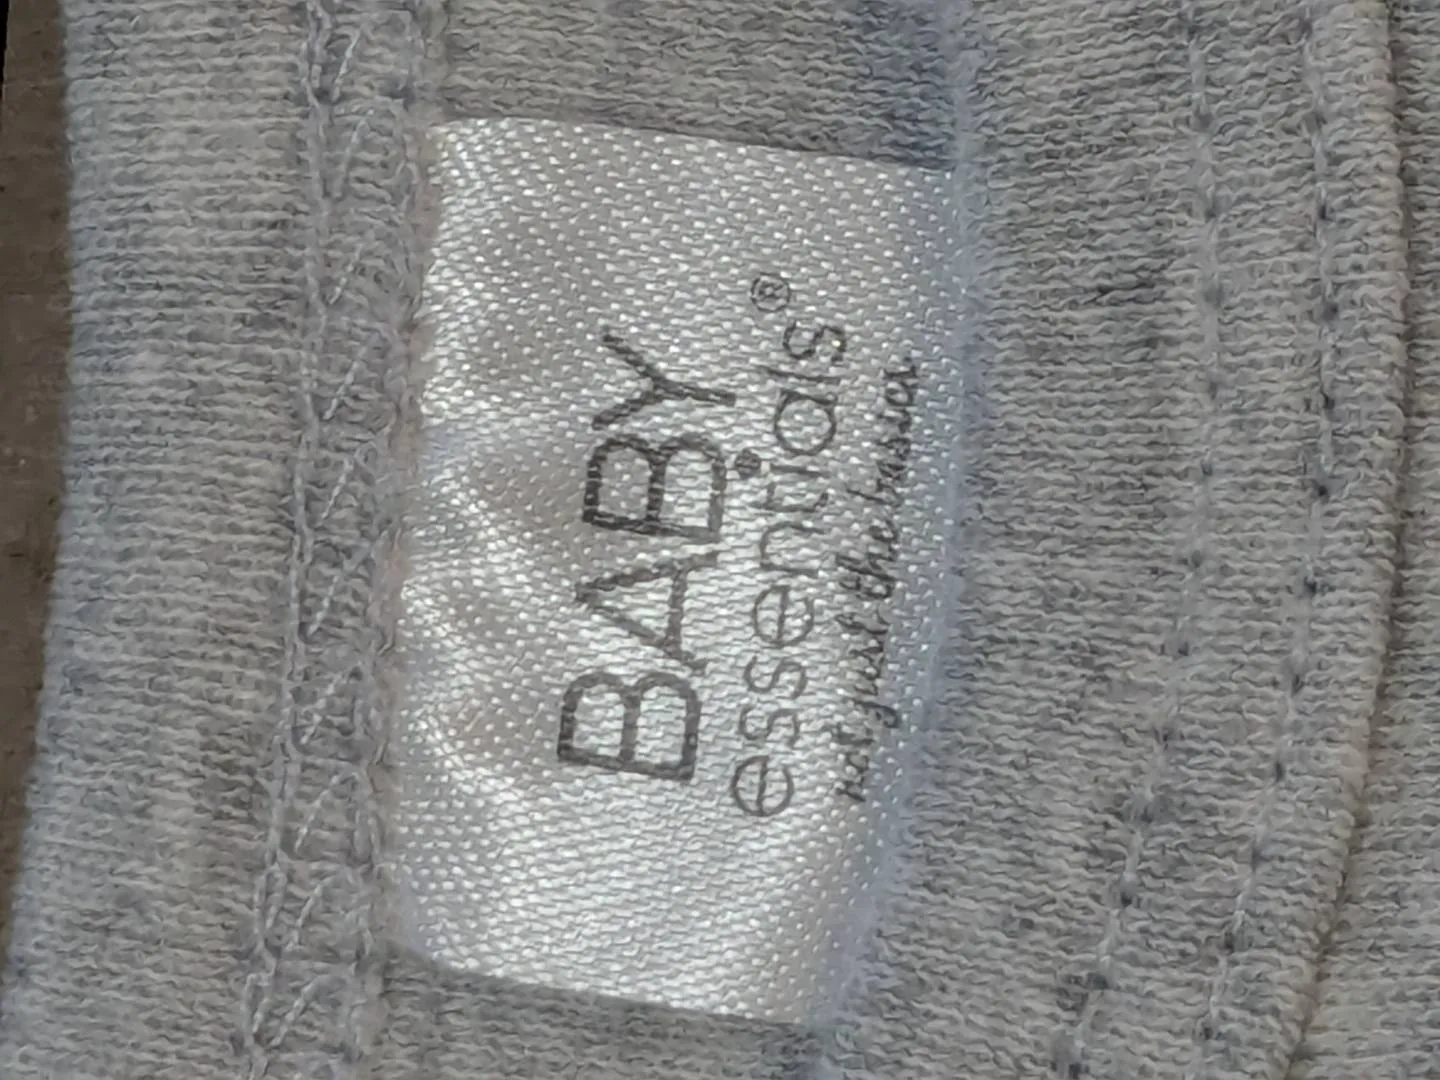 BABY
essentials®
not just the basics